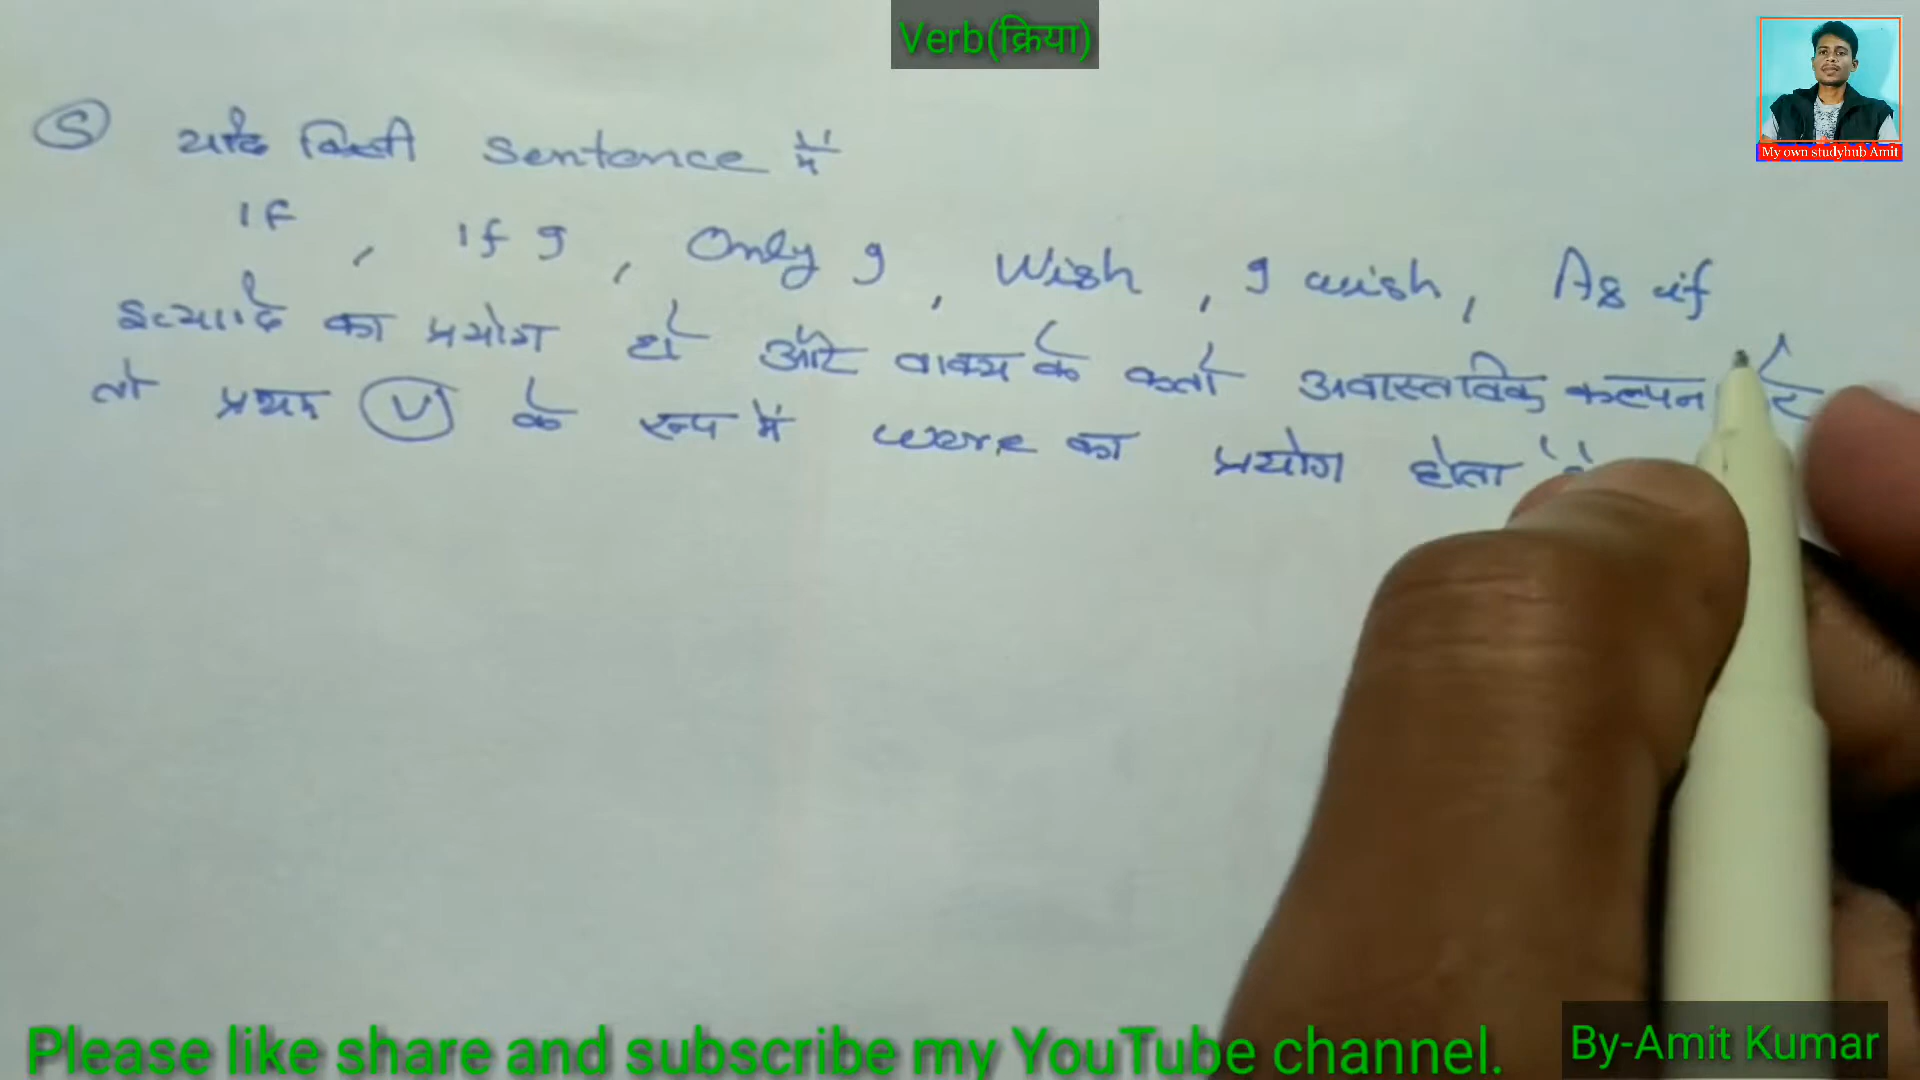 Verb(क्रिया)
My own studyhub Amit
(5) यदि किसी sentence में
If , If I , Only I , Wish , I wish , As if
इत्यादि का प्रयोग हो और वाक्य के कर्ता अवास्तविक कल्पना करे
तो प्रथम (V) के रूप में were का प्रयोग होता है
Please like share and subscribe my YouTube channel.
By-Amit Kumar